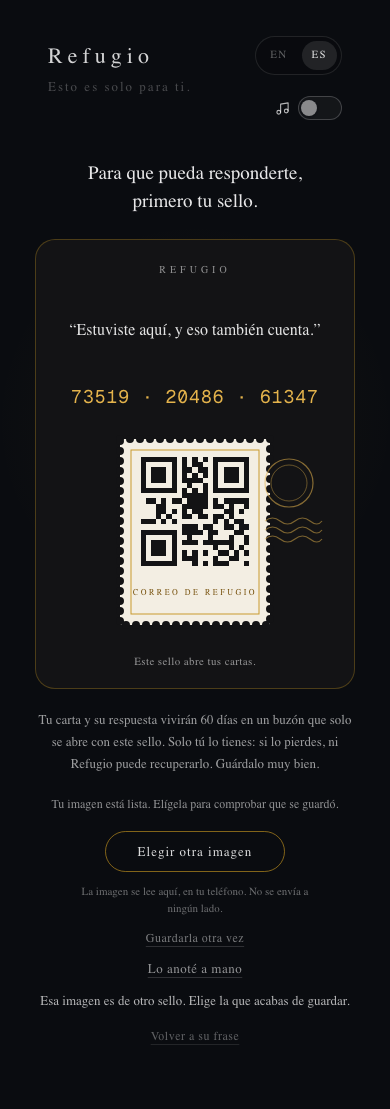 Refugio
EN ES
Esto es solo para ti.
Para que pueda responderte,
primero tu sello.
REFUGIO
“Estuviste aquí, y eso también cuenta.”
73519 · 20486 · 61347
CORREO DE REFUGIO
Este sello abre tus cartas.
Tu carta y su respuesta vivirán 60 días en un buzón que solo
se abre con este sello. Solo tú lo tienes: si lo pierdes, ni
Refugio puede recuperarlo. Guárdalo muy bien.
Tu imagen está lista. Elígela para comprobar que se guardó.
Elegir otra imagen
La imagen se lee aquí, en tu teléfono. No se envía a
ningún lado.
Guardarla otra vez
Lo anoté a mano
Esa imagen es de otro sello. Elige la que acabas de guardar.
Volver a su frase